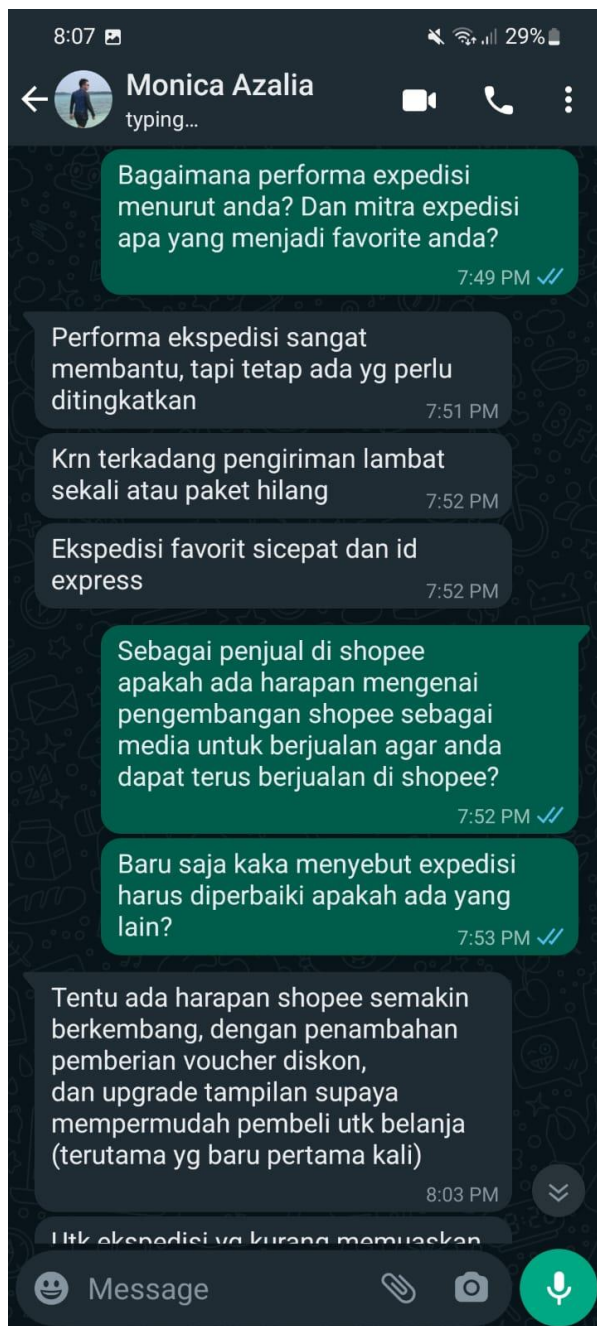 8:07
29%
Monica Azalia
typing...
Bagaimana performa expedisi
menurut anda? Dan mitra expedisi
apa yang menjadi favorite anda?
7:49 PM
Performa ekspedisi sangat
membantu, tapi tetap ada yg perlu
ditingkatkan
7:51 PM
Krn terkadang pengiriman lambat
sekali atau paket hilang
7:52 PM
Ekspedisi favorit sicepat dan id
express
7:52 PM
Sebagai penjual di shopee
apakah ada harapan mengenai
pengembangan shopee sebagai
media untuk berjualan agar anda
dapat terus berjualan di shopee?
7:52 PM
Baru saja kaka menyebut expedisi
harus diperbaiki apakah ada yang
lain?
7:53 PM
Tentu ada harapan shopee semakin
berkembang, dengan penambahan
pemberian voucher diskon,
dan upgrade tampilan supaya
mempermudah pembeli utk belanja
(terutama yg baru pertama kali)
8:03 PM
Utk ekspedisi yg kurang memuaskan
Message